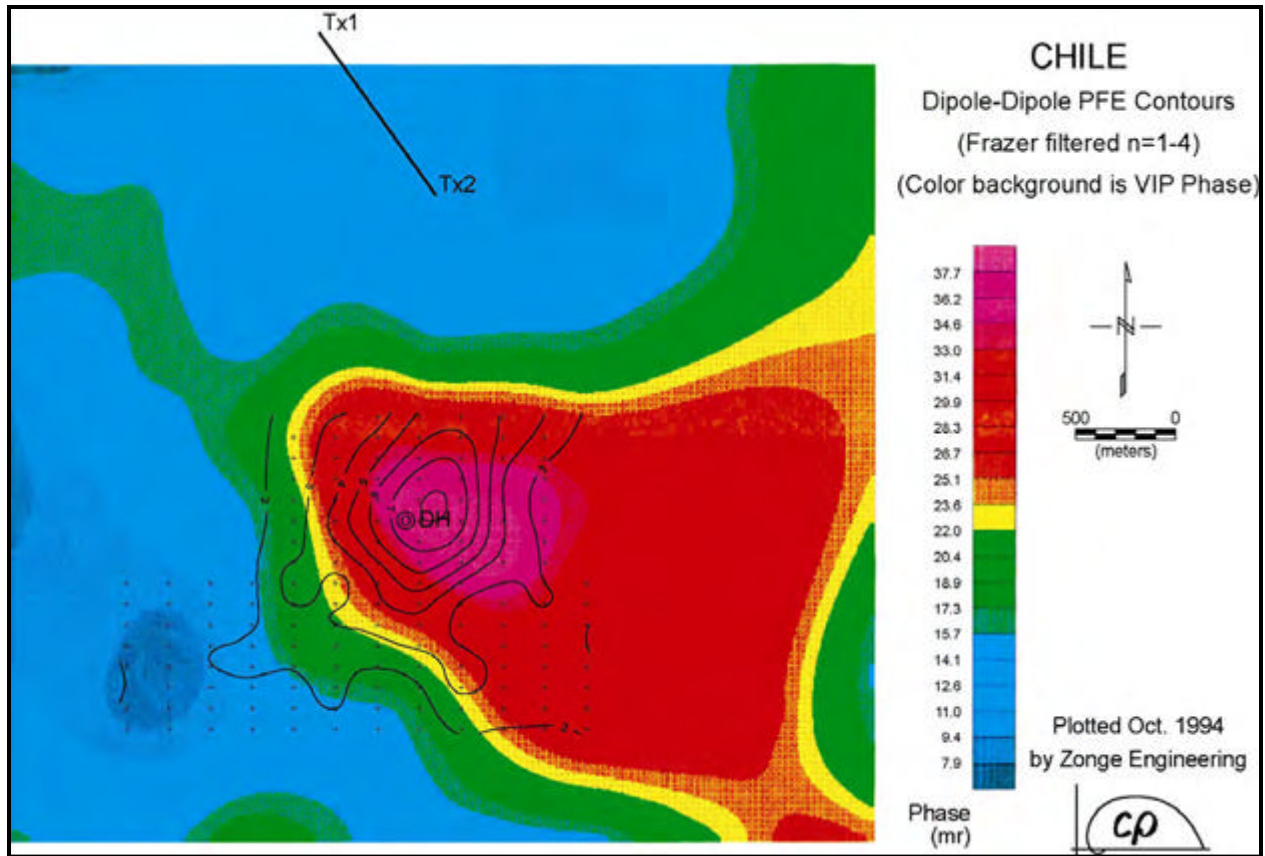 Tx1
Tx2
DH
CHILE
Dipole-Dipole PFE Contours
(Frazer filtered n=1-4)
(Color background is VIP Phase)
37.7
36.2
34.6
33.0
31.4
29.9
28.3
26.7
25.1
23.6
22.0
20.4
18.9
17.3
15.7
14.1
12.6
11.0
9.4
7.9
Phase
(mr)
N
500 0
(meters)
Plotted Oct. 1994
by Zonge Engineering
CP